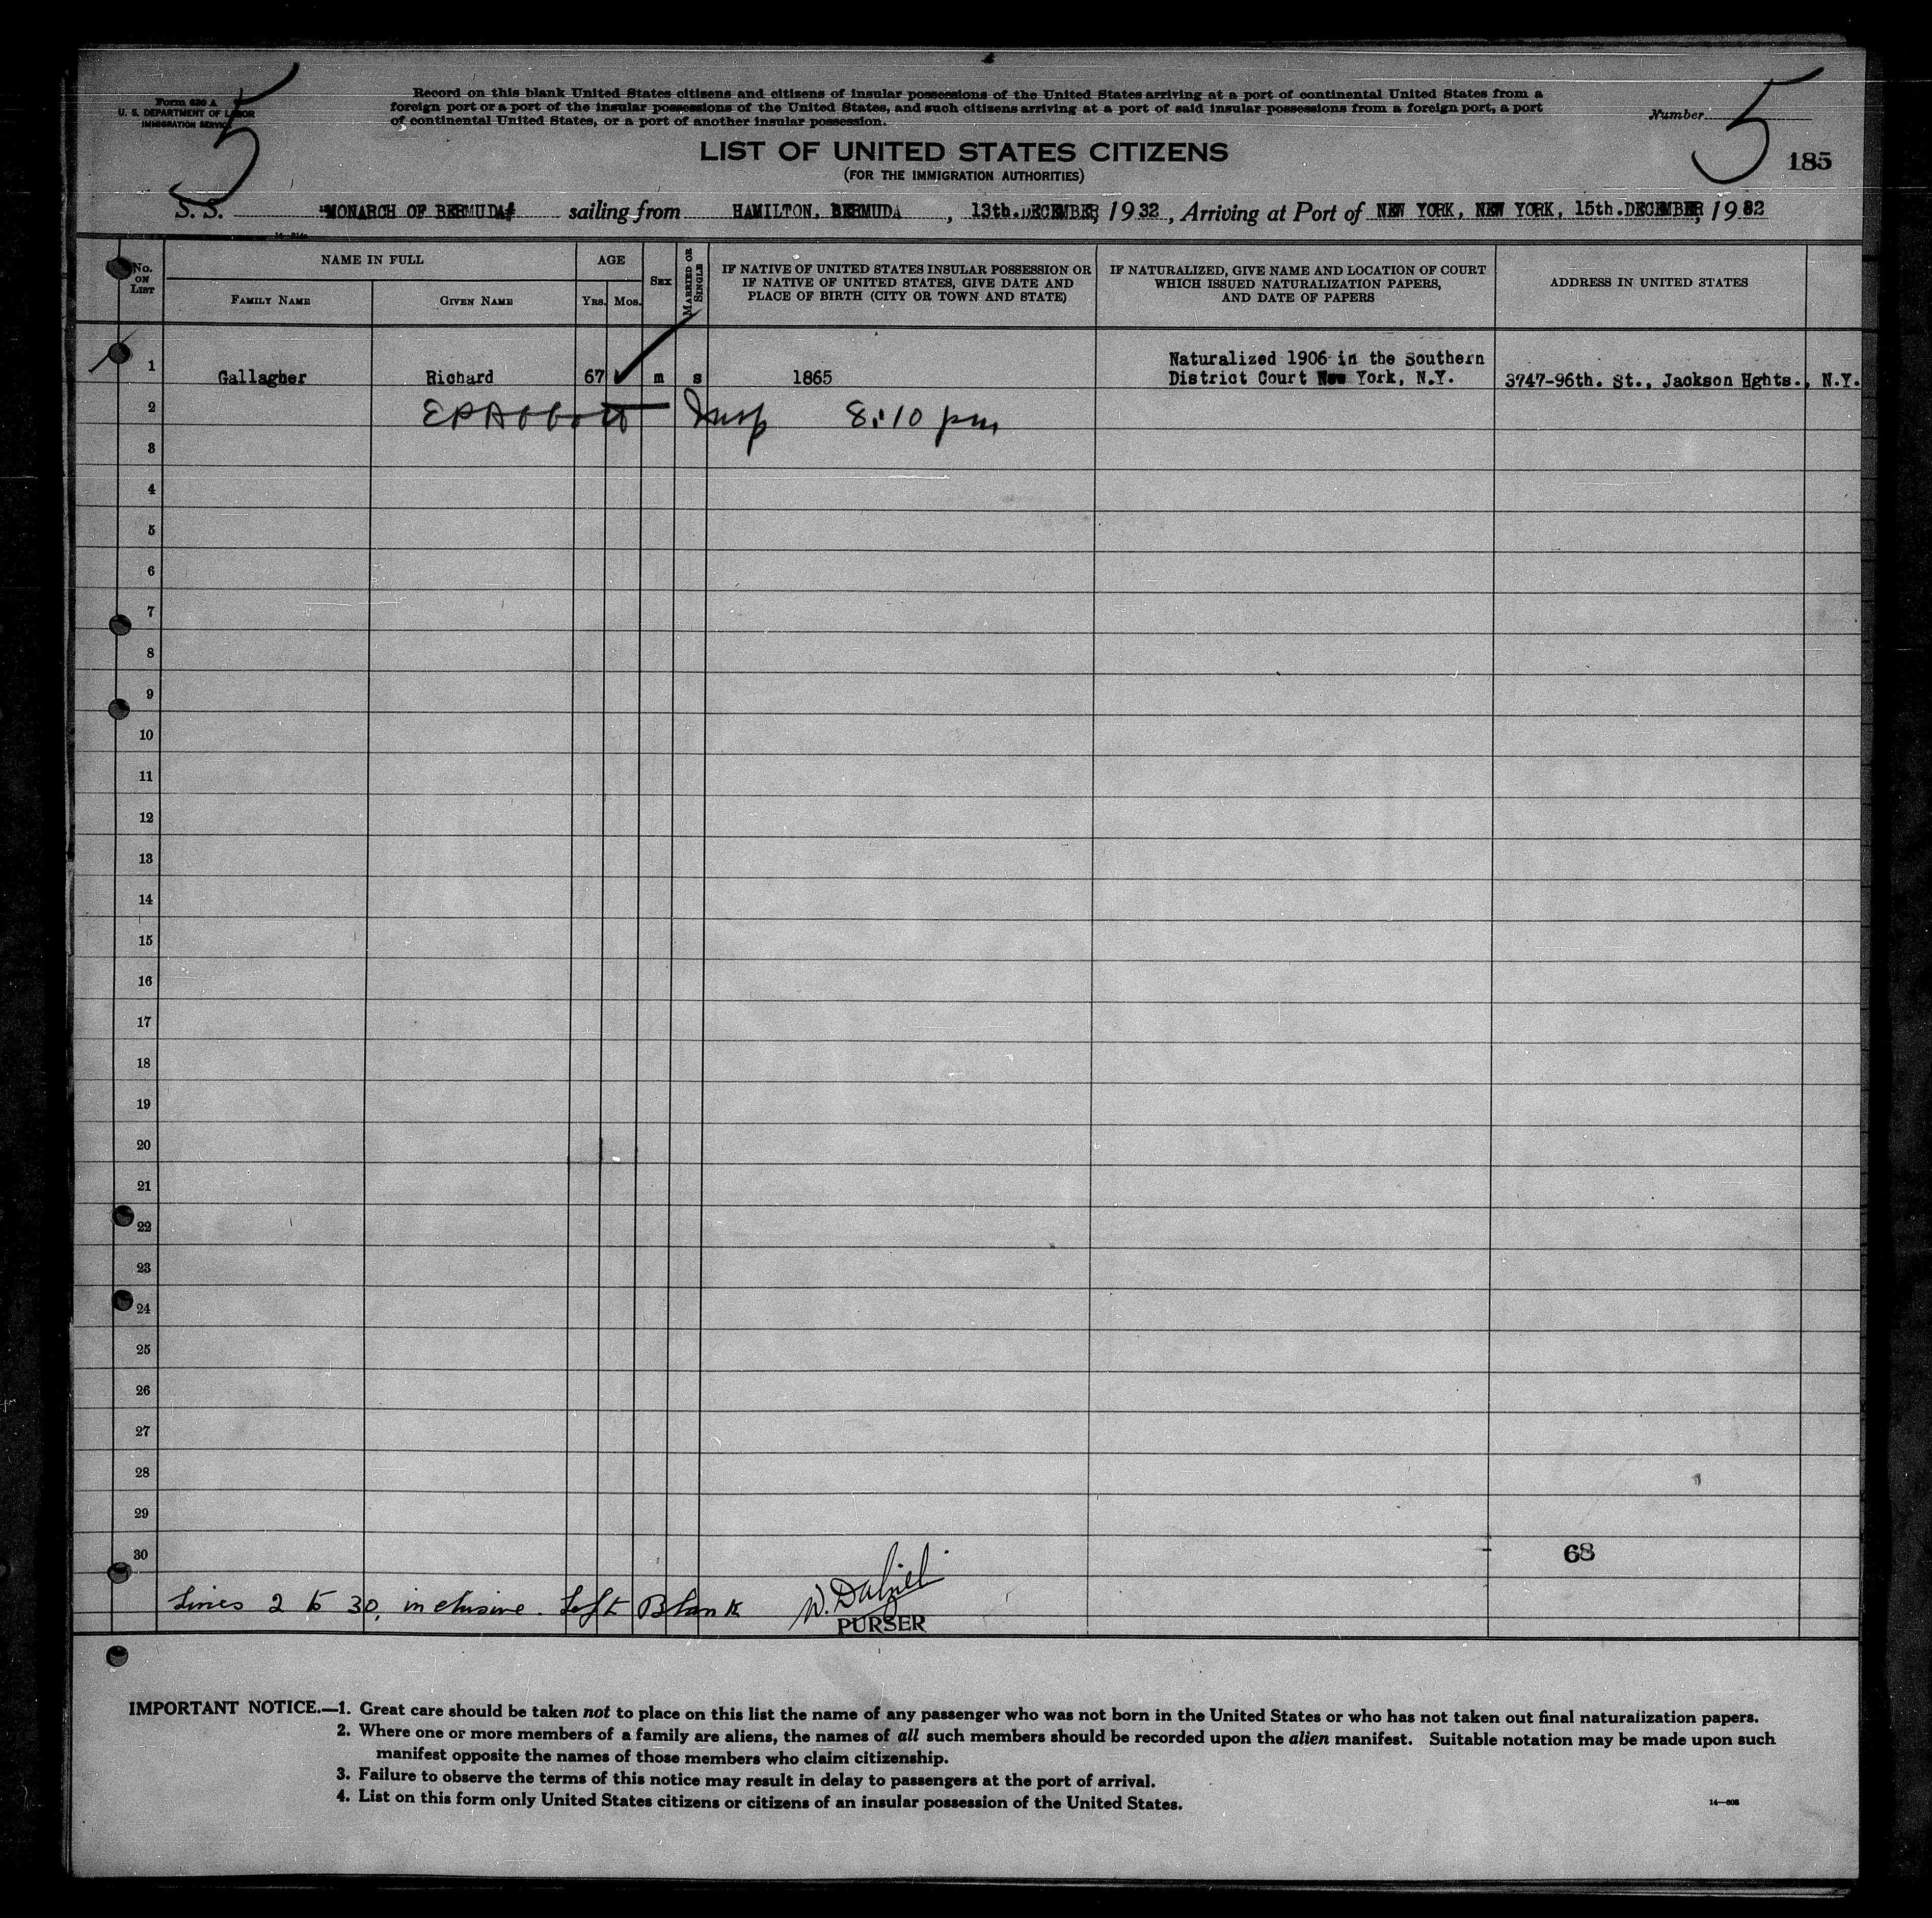 Form 630 A
U. S. DEPARTMENT OF LABOR
IMMIGRATION SERVICE
5
Record on this blank United States citizens and citizens of insular possessions of the United States arriving at a port of continental United States from a
foreign port or a port of the insular possessions of the United States, and such citizens arriving at a port of said insular possessions from a foreign port, a port
of continental United States, or a port of another insular possession.
Number 5
185
LIST OF UNITED STATES CITIZENS
(FOR THE IMMIGRATION AUTHORITIES)
S. S. "MONARCH OF BERMUDA" sailing from HAMILTON. BERMUDA , 13th.DECEMBER, 1932 , Arriving at Port of NEW YORK, NEW YORK, 15th.DECEMBER, 1932
No. ON LIST
NAME IN FULL
FAMILY NAME
GIVEN NAME
AGE
Yrs. Mos.
SEX
MARRIED OR SINGLE
IF NATIVE OF UNITED STATES INSULAR POSSESSION OR
IF NATIVE OF UNITED STATES, GIVE DATE AND
PLACE OF BIRTH (CITY OR TOWN AND STATE)
IF NATURALIZED, GIVE NAME AND LOCATION OF COURT
WHICH ISSUED NATURALIZATION PAPERS,
AND DATE OF PAPERS
ADDRESS IN UNITED STATES
Naturalized 1906 in the Southern
1 Gallagher Richard 67 m s 1865 District Court New York, N.Y. 3747-96th. St., Jackson Hghts., N.Y.
2 EPAbbott Insp 8:10 pm
3
4
5
6
7
8
9
10
11
12
13
14
15
16
17
18
19
20
21
22
23
24
25
26
27
28
29
30 68
Lines 2 to 30, inclusive. Left Blank W. Dalziel
PURSER
IMPORTANT NOTICE.—1. Great care should be taken not to place on this list the name of any passenger who was not born in the United States or who has not taken out final naturalization papers.
2. Where one or more members of a family are aliens, the names of all such members should be recorded upon the alien manifest. Suitable notation may be made upon such
manifest opposite the names of those members who claim citizenship.
3. Failure to observe the terms of this notice may result in delay to passengers at the port of arrival.
4. List on this form only United States citizens or citizens of an insular possession of the United States.